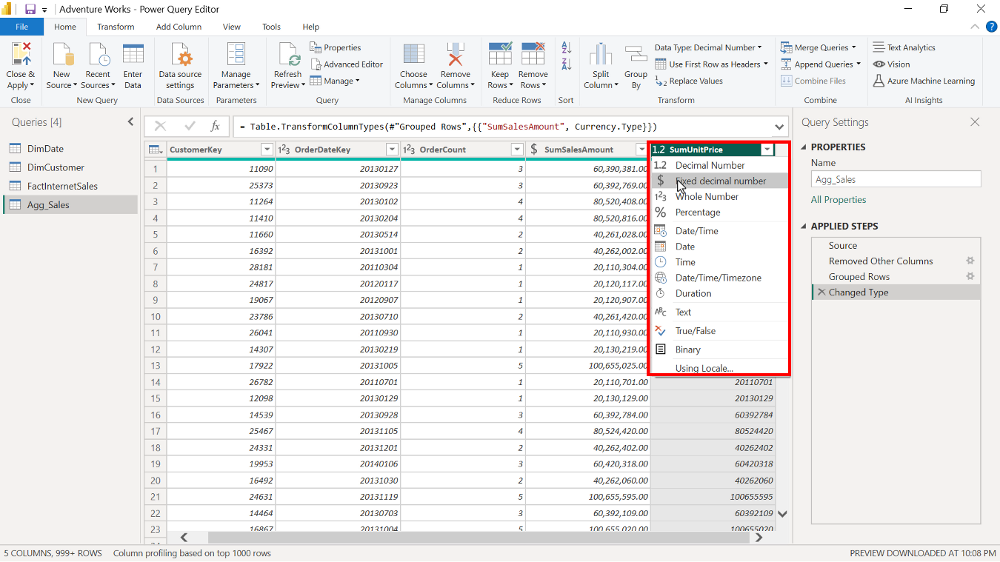 Adventure Works - Power Query Editor
File Home Transform Add Column View Tools Help
Close & Apply
New Source
Recent Sources
Enter Data
Data source settings
Manage Parameters
Refresh Preview
Properties
Advanced Editor
Manage
Choose Columns
Remove Columns
Keep Rows
Remove Rows
Split Column
Group By
Data Type: Decimal Number
Use First Row as Headers
Replace Values
Merge Queries
Append Queries
Combine Files
Text Analytics
Vision
Azure Machine Learning
Close New Query Data Sources Parameters Query Manage Columns Reduce Rows Sort Transform Combine AI Insights
Queries [4]
DimDate
DimCustomer
FactInternetSales
Agg_Sales
fx = Table.TransformColumnTypes(#"Grouped Rows",{{"SumSalesAmount", Currency.Type}})
CustomerKey 123 OrderDateKey 123 OrderCount $ SumSalesAmount 1.2 SumUnitPrice
1 11090 20130127 3 60,390,381.00
2 25373 20130923 3 60,392,769.00
3 11264 20130102 4 80,520,408.00
4 11410 20130204 4 80,520,816.00
5 11660 20130514 2 40,261,028.00
6 16392 20131001 2 40,262,002.00
7 28181 20110304 1 20,110,304.00
8 24817 20120117 1 20,120,117.00
9 19067 20120907 1 20,120,907.00
10 23786 20130710 2 40,261,420.00
11 26041 20110930 1 20,110,930.00
12 14307 20130219 1 20,130,219.00
13 17922 20131005 5 100,655,025.00
14 26782 20110701 1 20,110,701.00 20110701
15 12098 20130129 1 20,130,129.00 20130129
16 14539 20130928 3 60,392,784.00 60392784
17 25467 20131105 4 80,524,420.00 80524420
18 24331 20131201 2 40,262,402.00 40262402
19 19953 20140106 3 60,420,318.00 60420318
20 16492 20131030 2 40,262,060.00 40262060
21 24631 20131119 5 100,655,595.00 100655595
22 14464 20130703 3 60,392,109.00 60392109
23 16867 20131004 5 100,655,020.00 100655020
1.2 Decimal Number
$ Fixed decimal number
123 Whole Number
% Percentage
Date/Time
Date
Time
Date/Time/Timezone
Duration
ABC Text
True/False
Binary
Using Locale...
Query Settings
PROPERTIES
Name
Agg_Sales
All Properties
APPLIED STEPS
Source
Removed Other Columns
Grouped Rows
Changed Type
5 COLUMNS, 999+ ROWS Column profiling based on top 1000 rows PREVIEW DOWNLOADED AT 10:08 PM